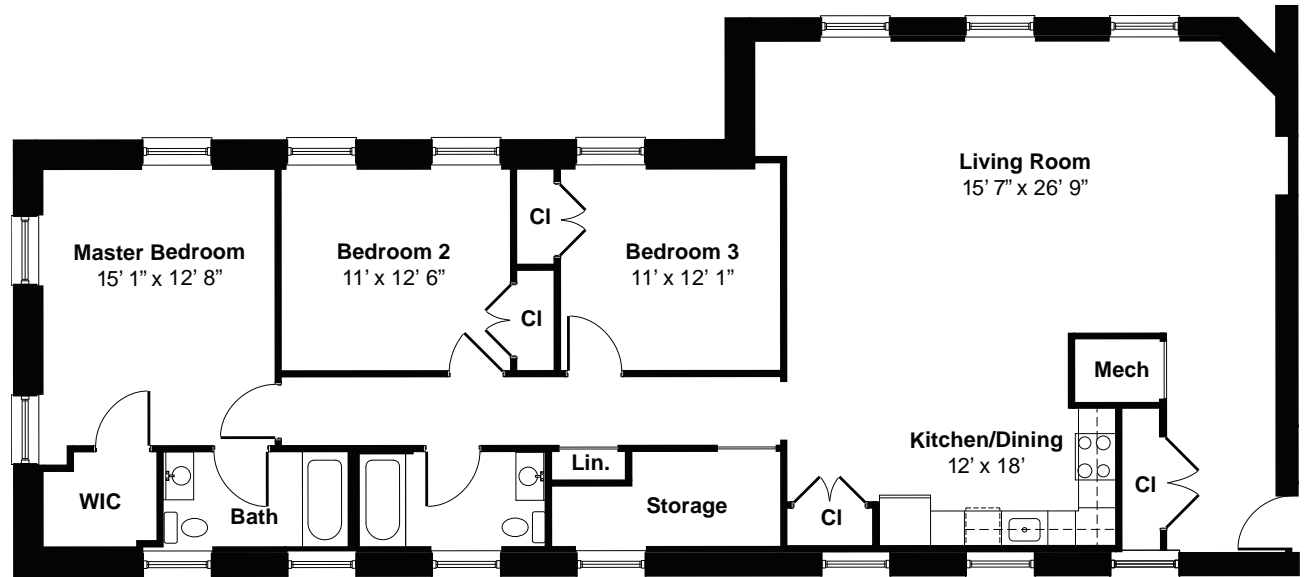 Living Room
15’ 7” x 26’ 9”
Master Bedroom
15’ 1” x 12’ 8”
Bedroom 2
11’ x 12’ 6”
Cl
Bedroom 3
11’ x 12’ 1”
Cl
Mech
Kitchen/Dining
12’ x 18’
WIC
Bath
Lin.
Storage
Cl
Cl